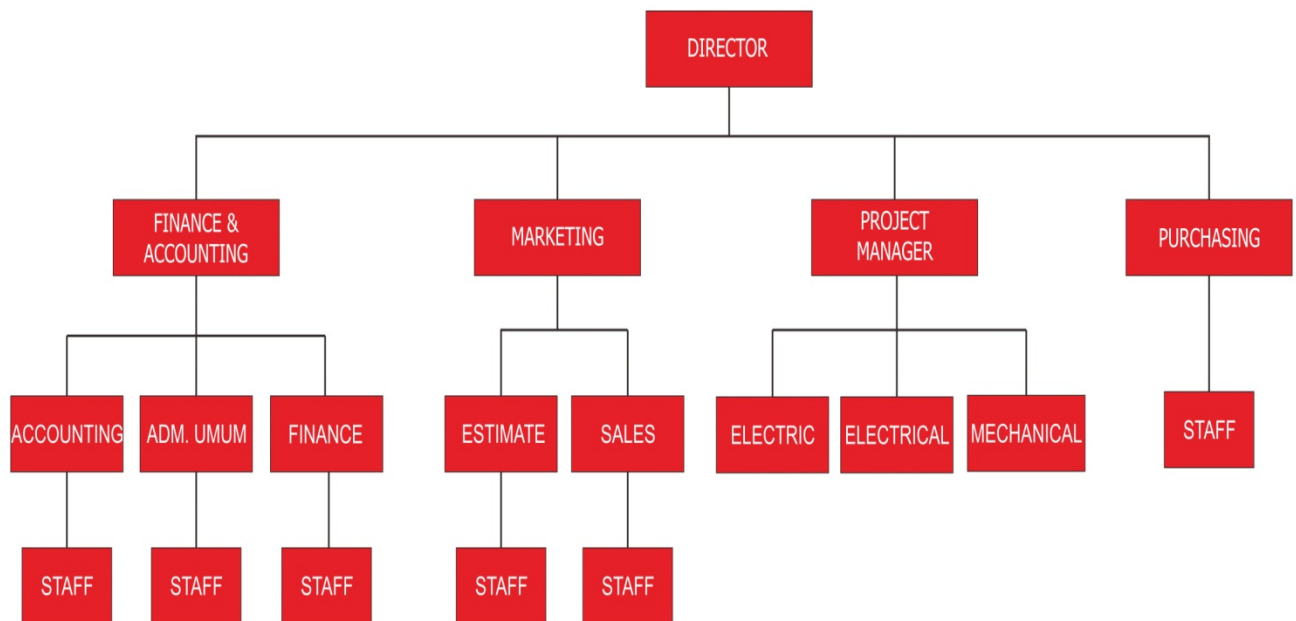 DIRECTOR
FINANCE &
ACCOUNTING
MARKETING
PROJECT
MANAGER
PURCHASING
ACCOUNTING
ADM. UMUM
FINANCE
ESTIMATE
SALES
ELECTRIC
ELECTRICAL
MECHANICAL
STAFF
STAFF
STAFF
STAFF
STAFF
STAFF